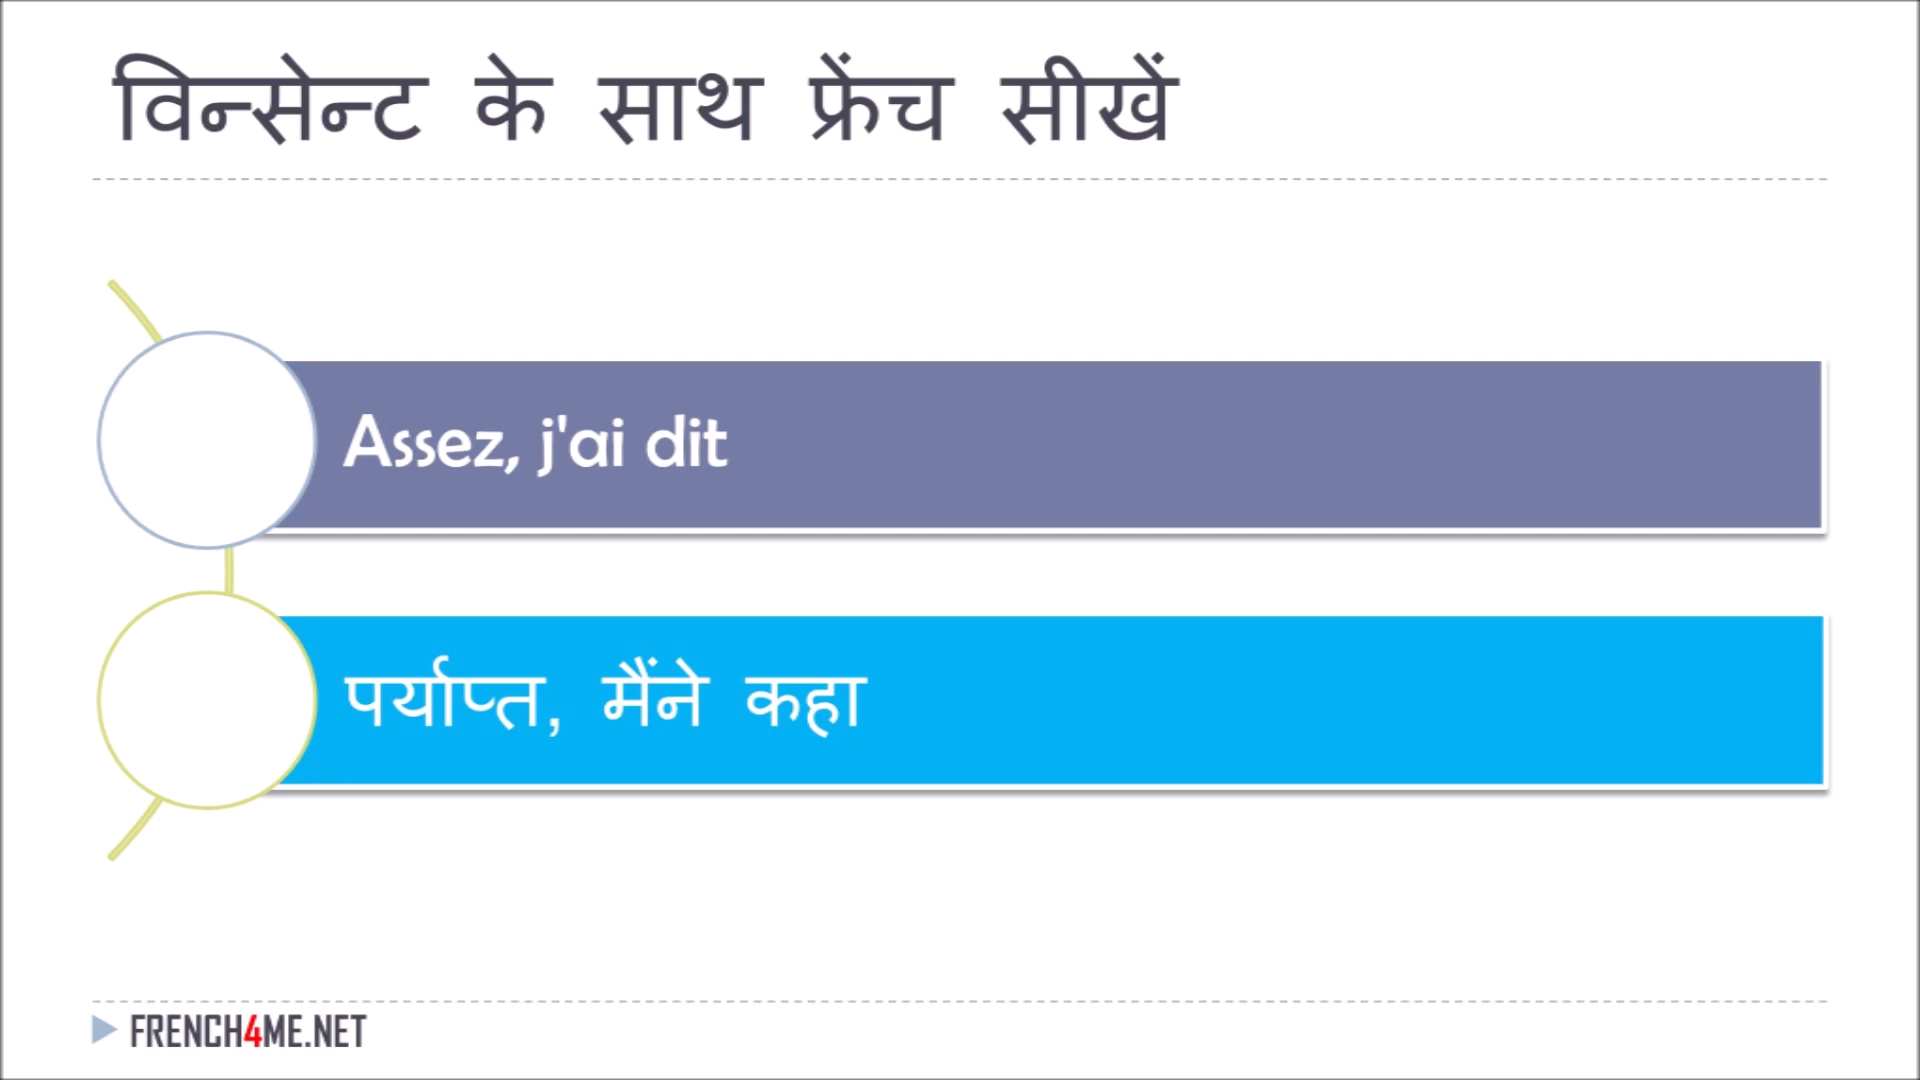 विन्सेन्ट के साथ फ्रेंच सीखें
Assez, j'ai dit
पर्याप्त, मैंने कहा
FRENCH4ME.NET